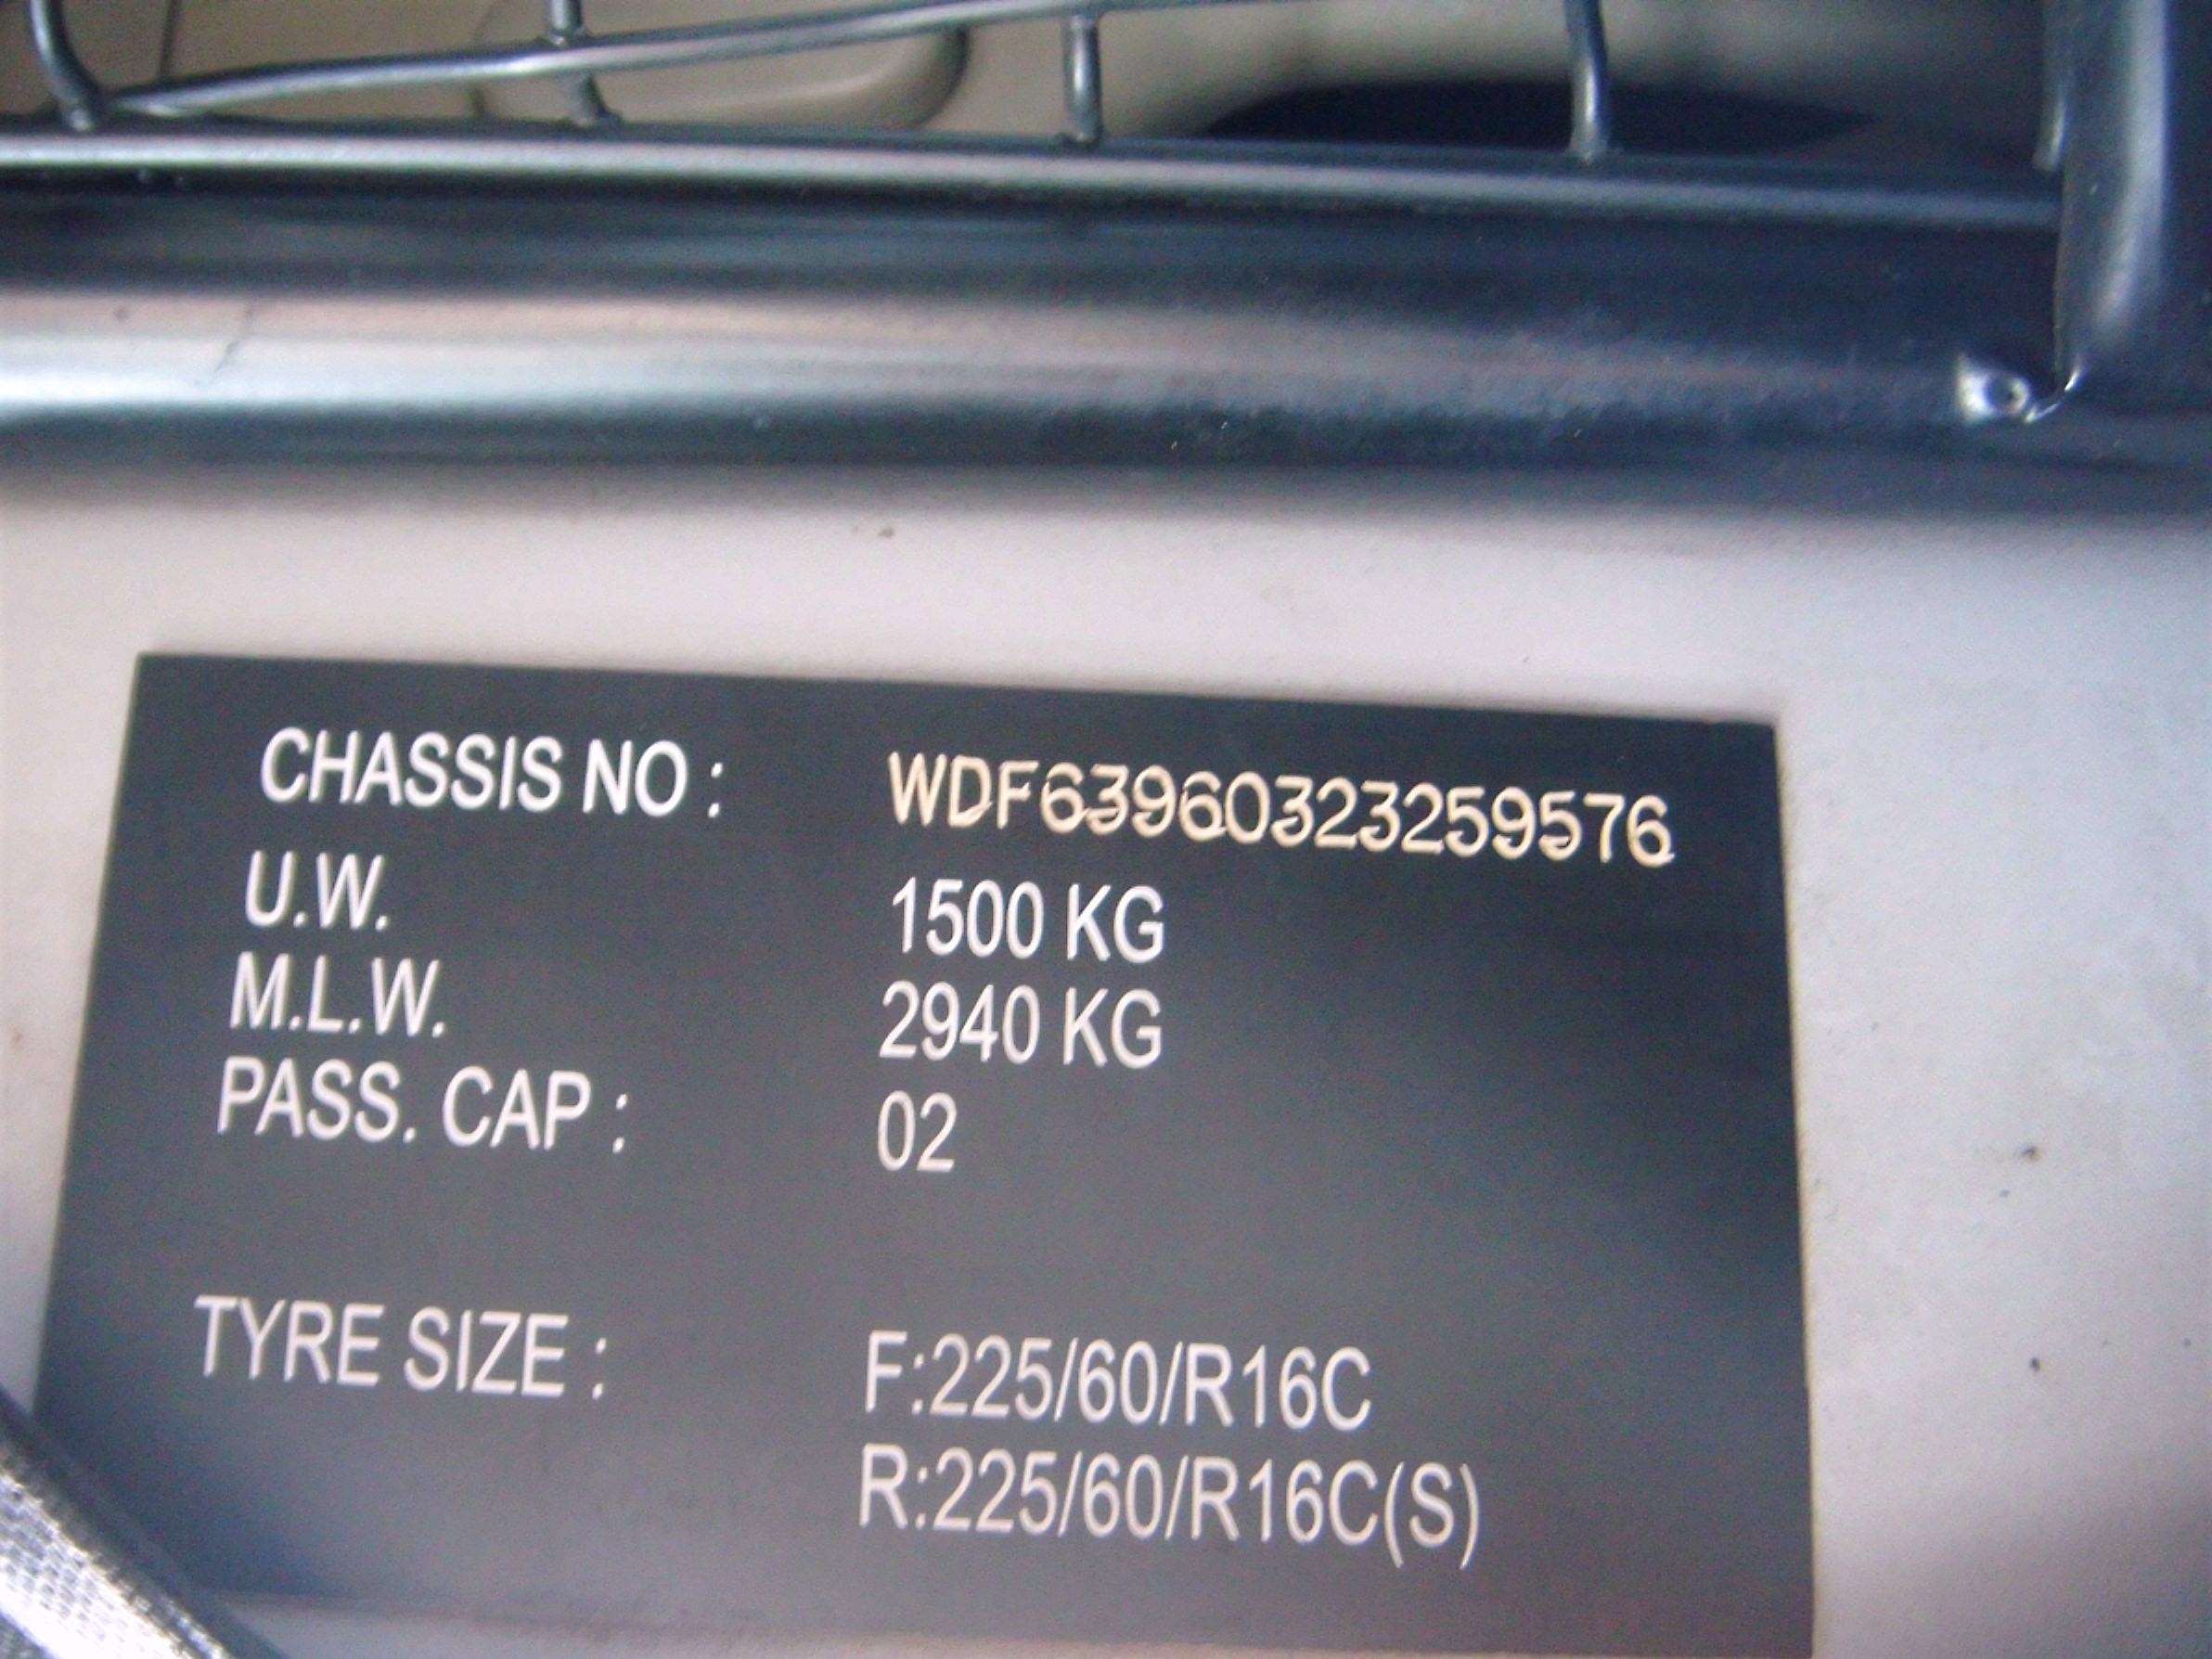 CHASSIS NO : WDF63960323259576
U.W. 1500 KG
M.L.W. 2940 KG
PASS. CAP : 02
TYRE SIZE : F:225/60/R16C
R:225/60/R16C(S)